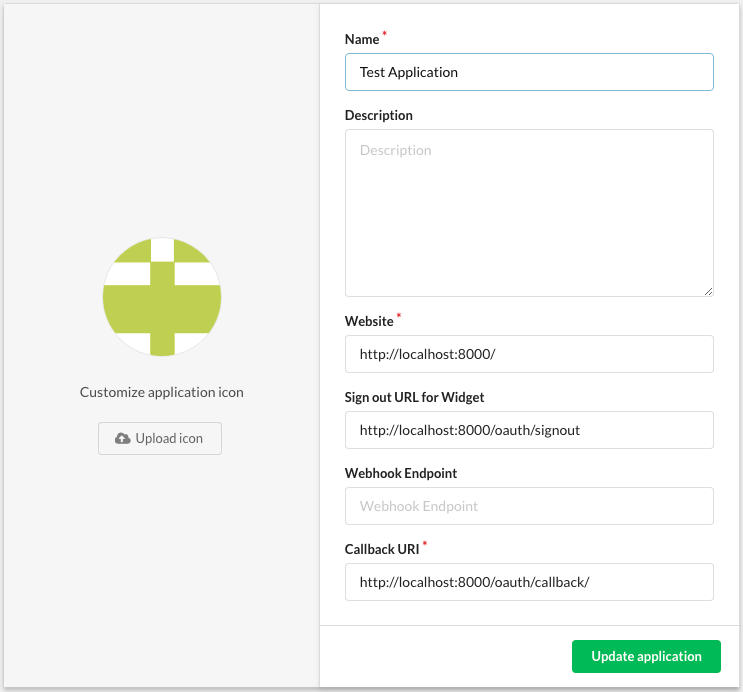 Customize application icon
Upload icon
Name *
Test Application
Description
Description
Website *
http://localhost:8000/
Sign out URL for Widget
http://localhost:8000/oauth/signout
Webhook Endpoint
Webhook Endpoint
Callback URI *
http://localhost:8000/oauth/callback/
Update application